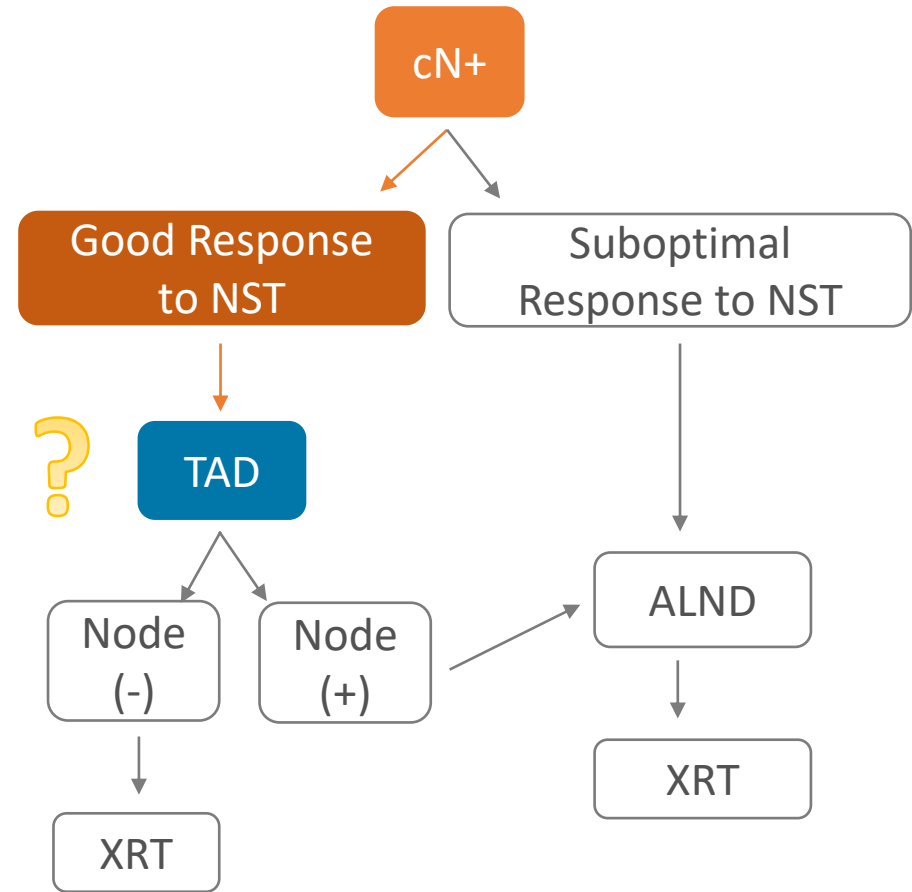 cN+
Good Response
to NST
Suboptimal
Response to NST
?
TAD
Node
(-)
Node
(+)
ALND
XRT
XRT